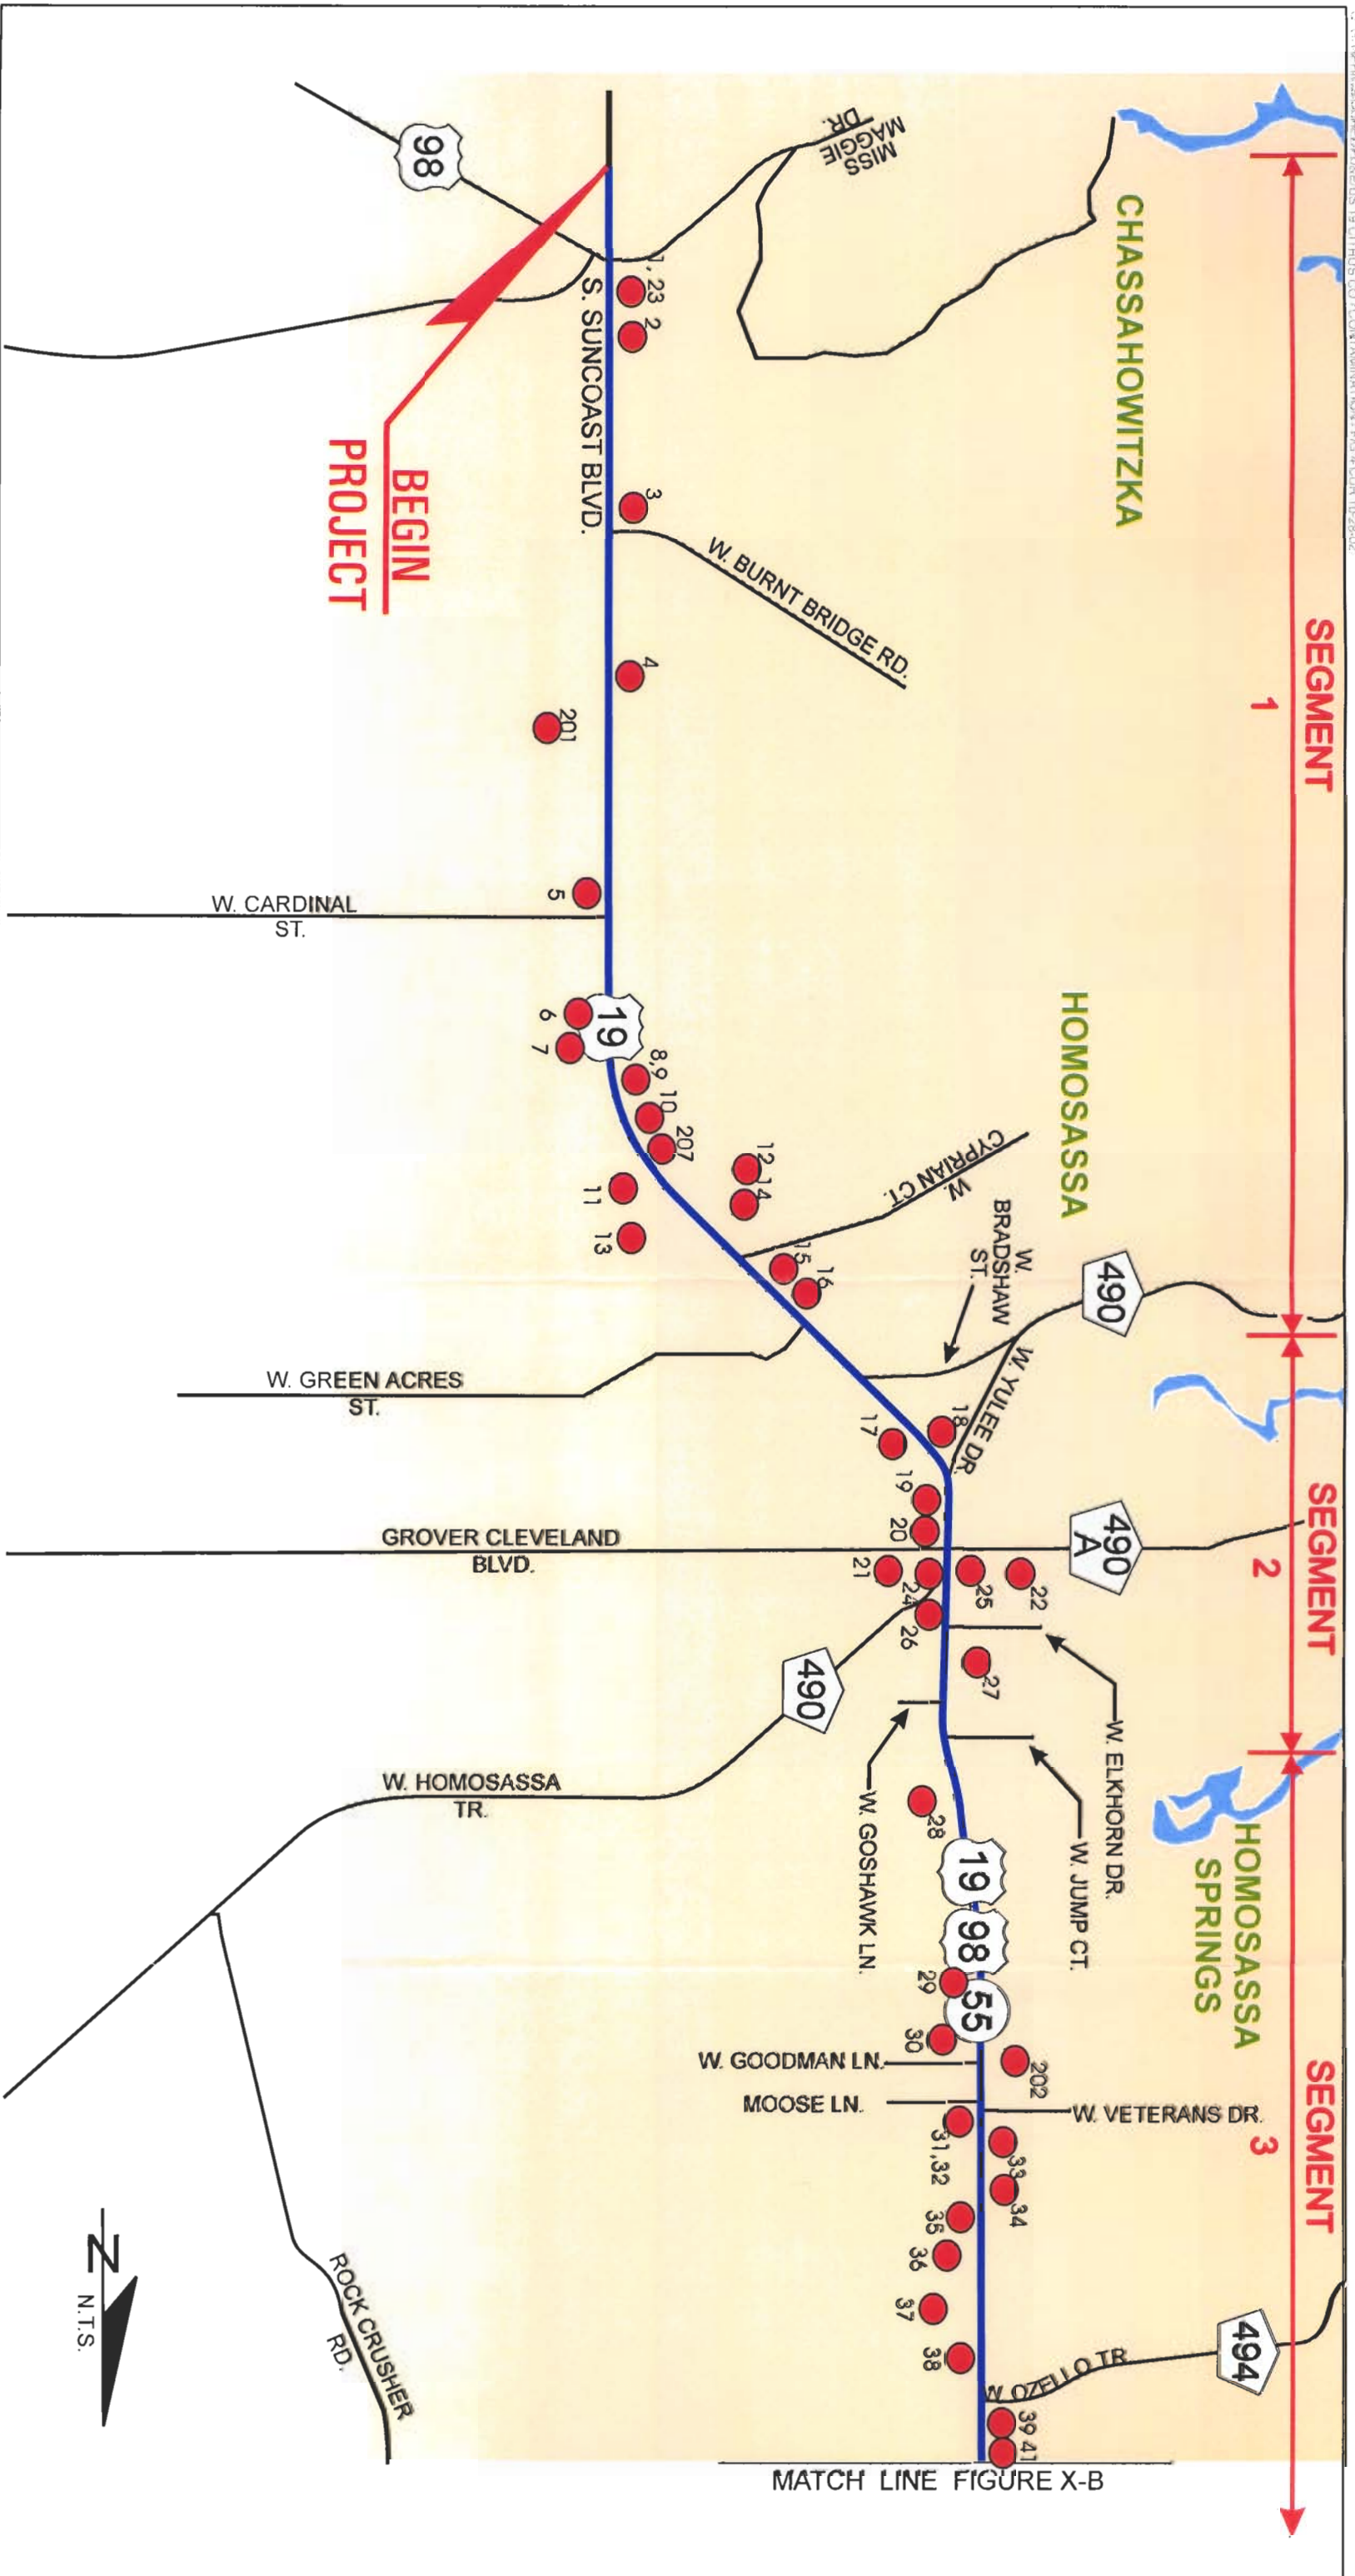 SEGMENT
1
SEGMENT
2
SEGMENT
3
CHASSAHOWITZKA
HOMOSASSA
HOMOSASSA
SPRINGS
MISS
MAGGIE
DR.
98
1, 23
2
S. SUNCOAST BLVD.
BEGIN
PROJECT
3
W. BURNT BRIDGE RD.
4
201
5
W. CARDINAL
ST.
19
6
7
8,9
10
207
11
13
12
14
W.
CYPRIAN CT.
15
16
W.
BRADSHAW
ST.
490
W. YULEE DR.
W. GREEN ACRES
ST.
17
18
19
20
GROVER CLEVELAND
BLVD.
490
A
21
24
25
22
26
27
490
W. HOMOSASSA
TR.
W. ELKHORN DR.
W. JUMP CT.
W. GOSHAWK LN.
28
19
98
55
29
30
202
W. GOODMAN LN.
MOOSE LN.
W. VETERANS DR.
31,32
33
34
35
36
37
38
W. OZELLO TR.
494
39
41
ROCK CRUSHER
RD.
N
N.T.S.
MATCH LINE FIGURE X-B